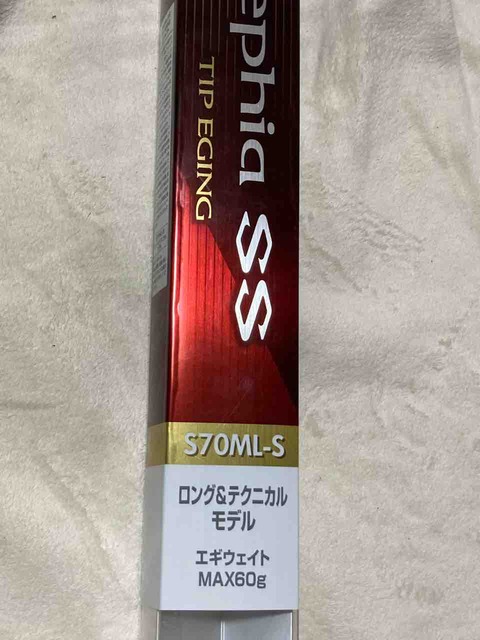 ephia SS
TIP EGING
S70ML-S
ロング&テクニカル
モデル
エギウェイト
MAX60g